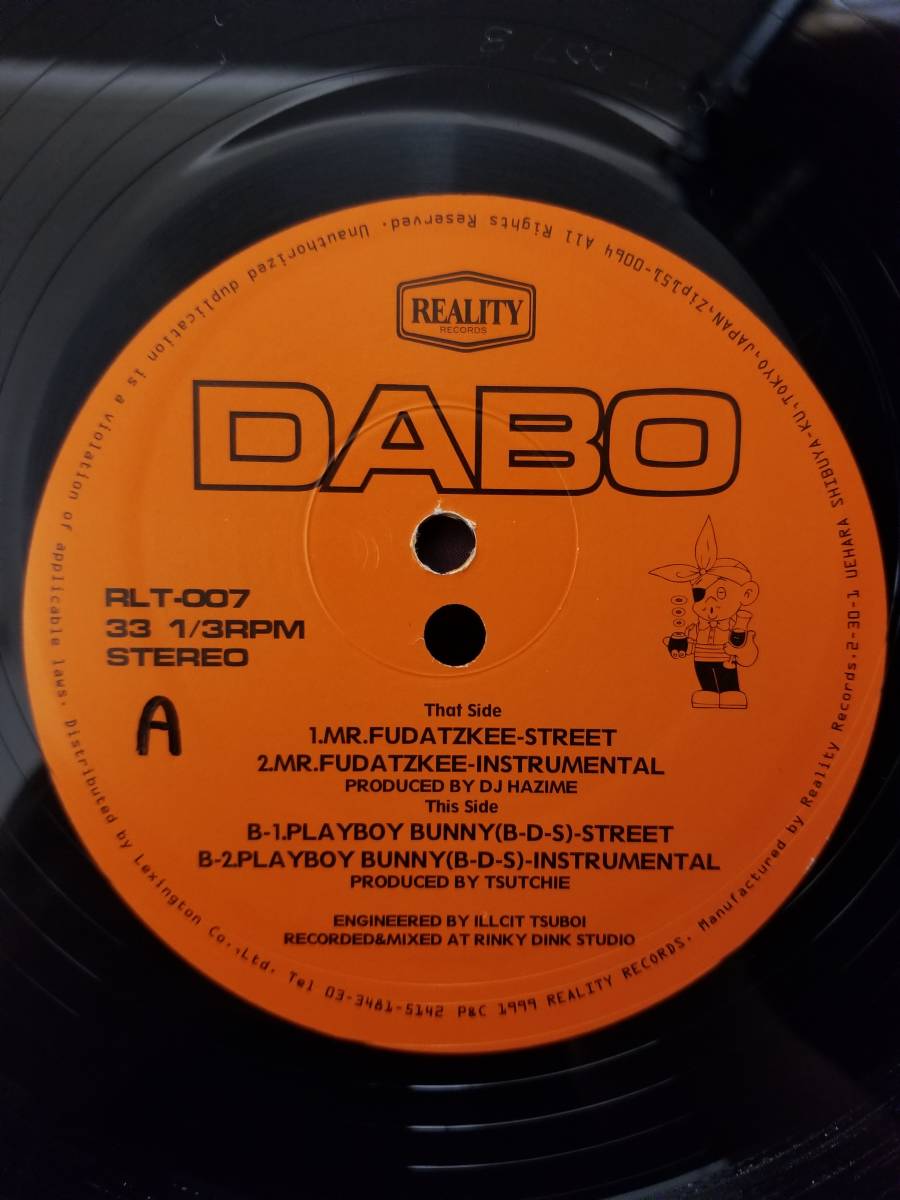 REALITY
RECORDS
DABO
RLT-007
33 1/3RPM
STEREO
A
That Side
1.MR.FUDATZKEE-STREET
2.MR.FUDATZKEE-INSTRUMENTAL
PRODUCED BY DJ HAZIME
This Side
B-1.PLAYBOY BUNNY(B-D-S)-STREET
B-2.PLAYBOY BUNNY(B-D-S)-INSTRUMENTAL
PRODUCED BY TSUTCHIE
ENGINEERED BY ILLCIT TSUBOI
RECORDED&MIXED AT RINKY DINK STUDIO
P&C 1999 REALITY RECORDS. Manufactured by Reality Records.2-30-1 UEHARA SHIBUYA-KU,TOKYO,JAPAN,Zip151-0064 All Rights Reserved. Unauthorized duplication is a violation of applicable laws. Distributed by Lexington Co.,Ltd. Tel 03-3481-5142